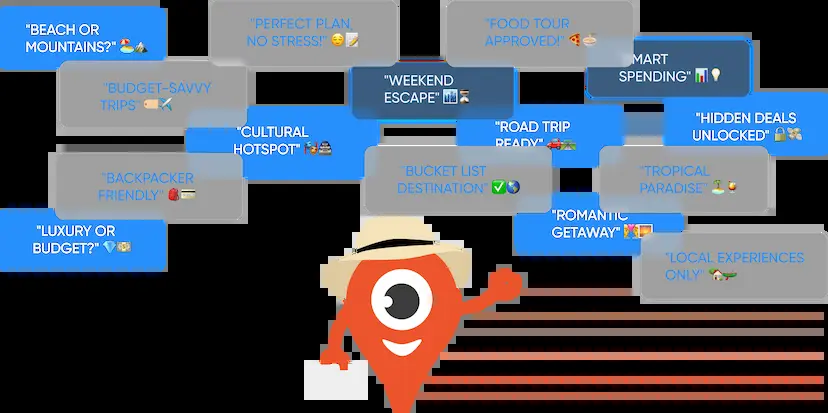 "BEACH OR
MOUNTAINS?" 🏖️⛰️
"PERFECT PLAN,
NO STRESS!" 😌📝
"FOOD TOUR
APPROVED!" 🍕🍜
"BUDGET-SAVVY
TRIPS" 🏷️✈️
"WEEKEND
ESCAPE" 🏙️⏳
MART
SPENDING" 📊💡
"CULTURAL
HOTSPOT" 🎭🏯
"ROAD TRIP
READY" 🚗🛣️
"HIDDEN DEALS
UNLOCKED" 🔓💸
"BACKPACKER
FRIENDLY" 🎒💳
"BUCKET LIST
DESTINATION" ✅🌎
"TROPICAL
PARADISE" 🏝️🍹
"LUXURY OR
BUDGET?" 💎💴
"ROMANTIC
GETAWAY" 💑🌅
"LOCAL EXPERIENCES
ONLY" 🏡🛶